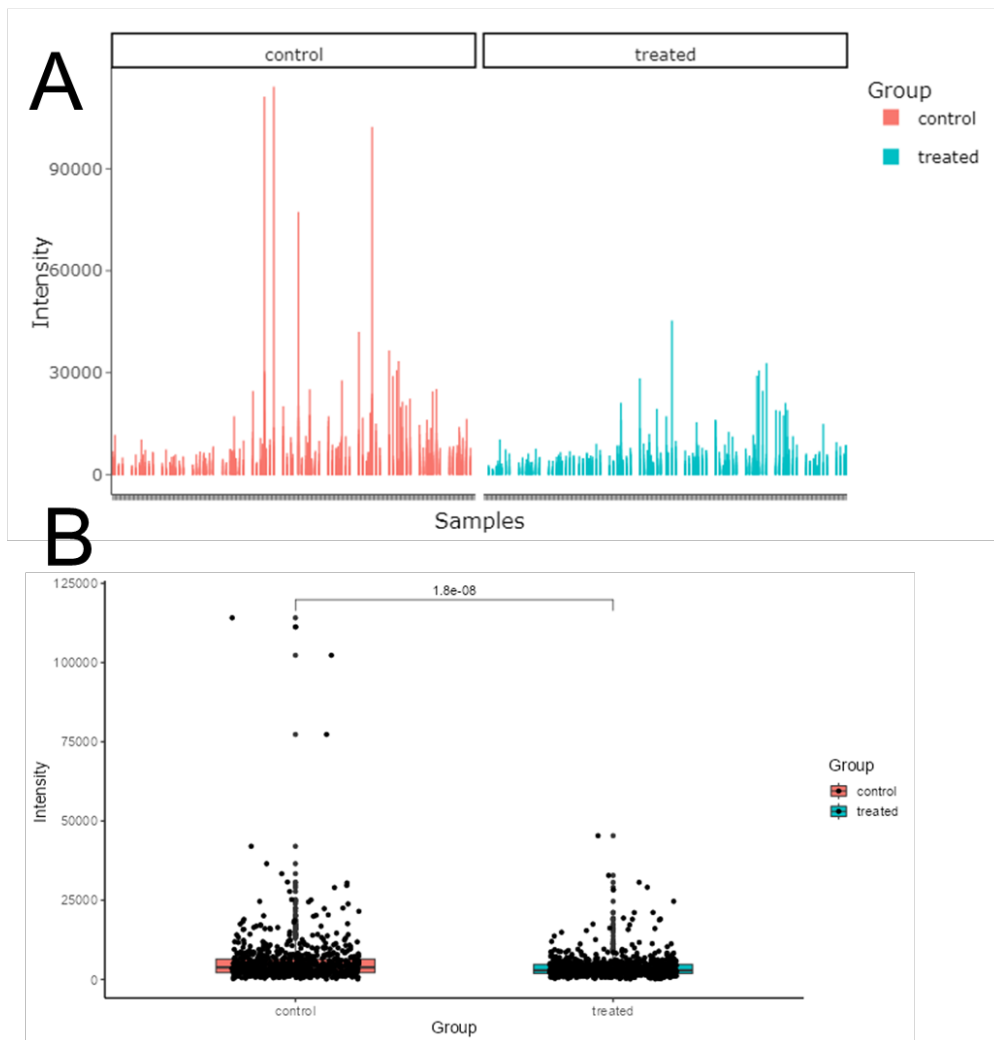 A
control
treated
Group
control
treated
90000
60000
30000
0
Intensity
Samples
B
125000
1.8e-08
100000
75000
50000
25000
0
Intensity
Group
control
treated
control
treated
Group